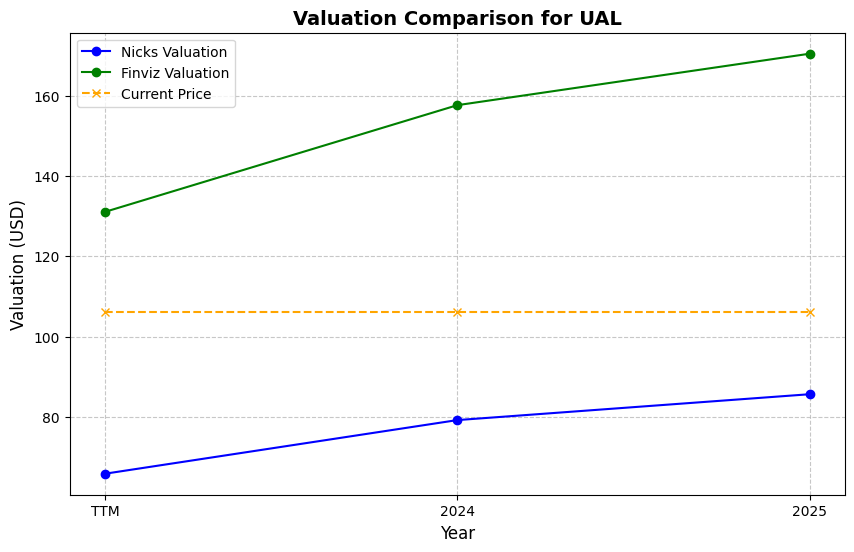 Valuation Comparison for UAL
Nicks Valuation
Finviz Valuation
Current Price
Valuation (USD)
160
140
120
100
80
TTM
2024
2025
Year